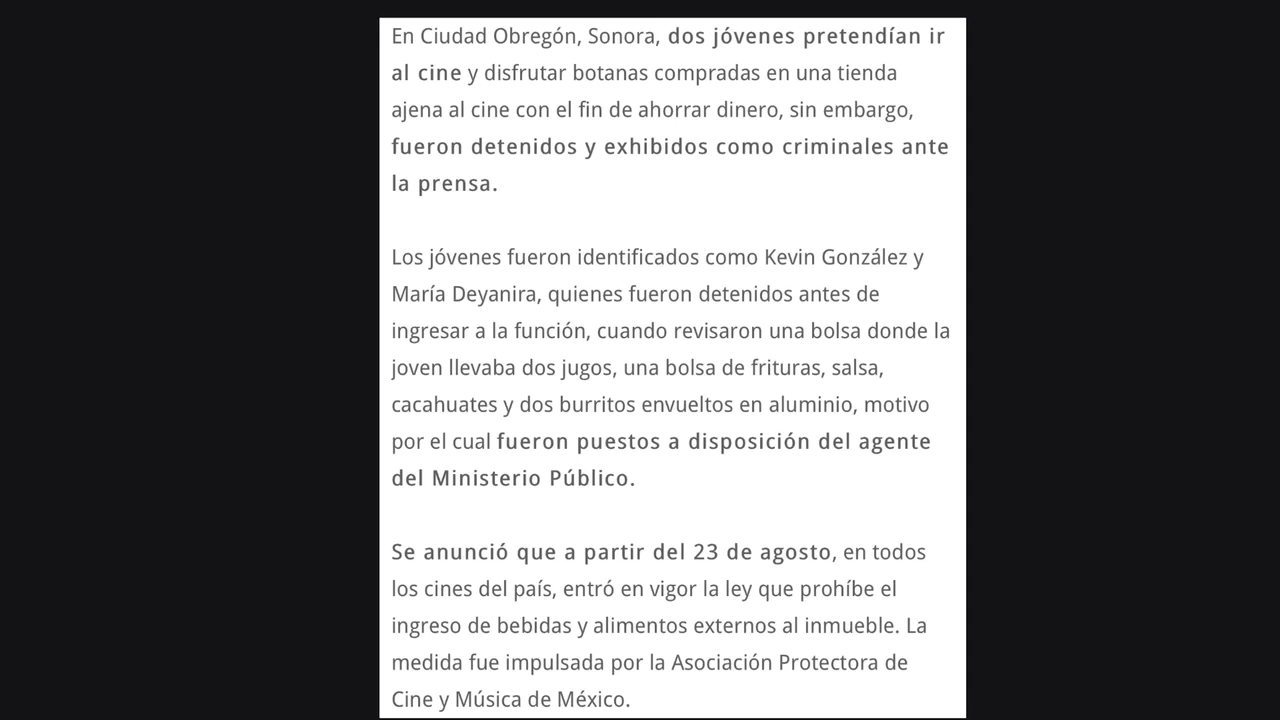 En Ciudad Obregón, Sonora, dos jóvenes pretendían ir
al cine y disfrutar botanas compradas en una tienda
ajena al cine con el fin de ahorrar dinero, sin embargo,
fueron detenidos y exhibidos como criminales ante
la prensa.
Los jóvenes fueron identificados como Kevin González y
María Deyanira, quienes fueron detenidos antes de
ingresar a la función, cuando revisaron una bolsa donde la
joven llevaba dos jugos, una bolsa de frituras, salsa,
cacahuates y dos burritos envueltos en aluminio, motivo
por el cual fueron puestos a disposición del agente
del Ministerio Público.
Se anunció que a partir del 23 de agosto, en todos
los cines del país, entró en vigor la ley que prohíbe el
ingreso de bebidas y alimentos externos al inmueble. La
medida fue impulsada por la Asociación Protectora de
Cine y Música de México.